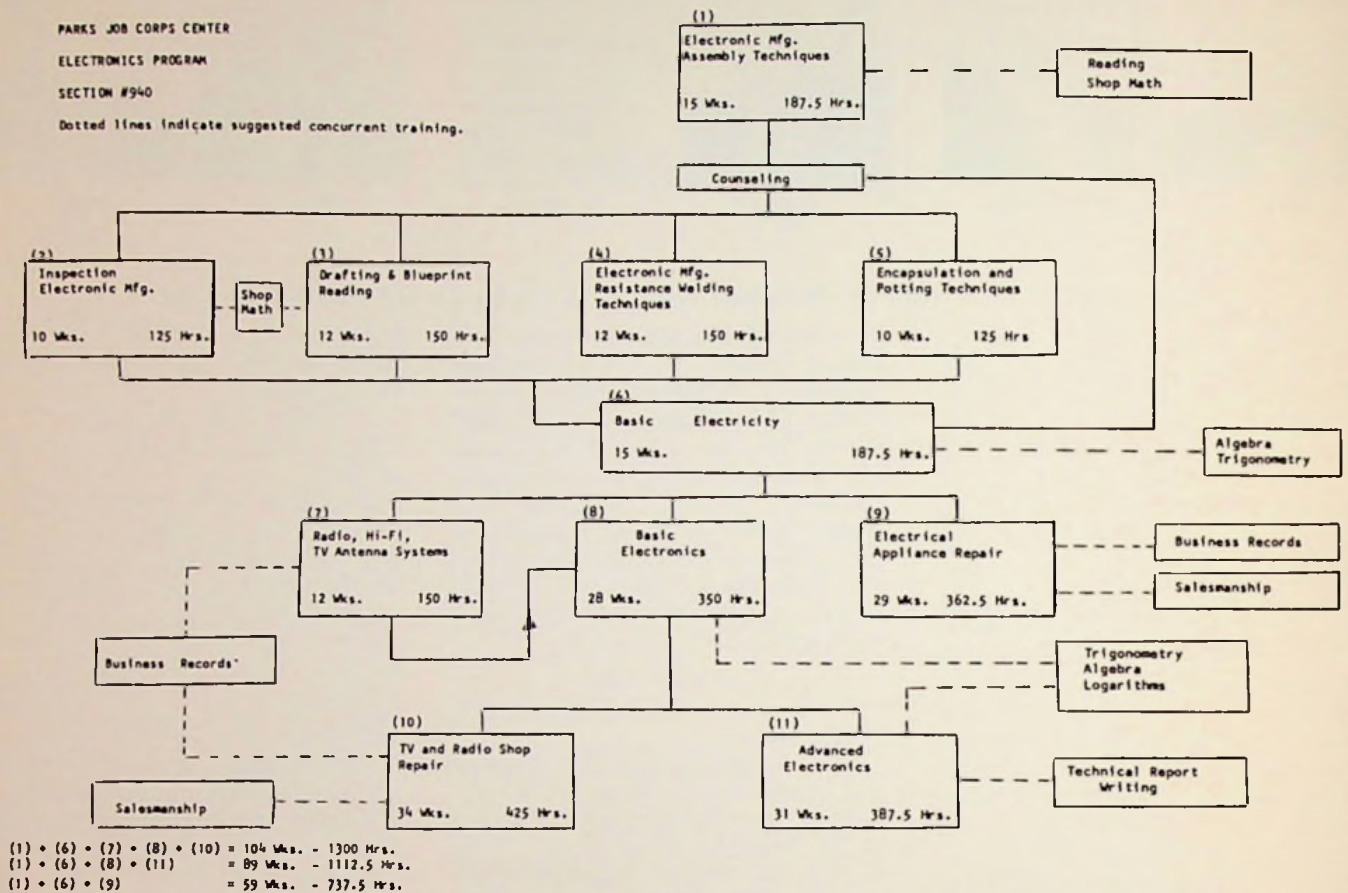 PARKS JOB CORPS CENTER
ELECTRONICS PROGRAM
SECTION #940
Dotted lines indicate suggested concurrent training.
(1)
Electronic Mfg.
Assembly Techniques
15 Wks. 187.5 Hrs.
Reading
Shop Math
Counseling
(2)
Inspection
Electronic Mfg.
10 Wks. 125 Hrs.
Shop
Math
(3)
Drafting & Blueprint
Reading
12 Wks. 150 Hrs.
(4)
Electronic Mfg.
Resistance Welding
Techniques
12 Wks. 150 Hrs.
(5)
Encapsulation and
Potting Techniques
10 Wks. 125 Hrs
(6)
Basic Electricity
15 Wks. 187.5 Hrs.
Algebra
Trigonometry
(7)
Radio, Hi-Fi,
TV Antenna Systems
12 Wks. 150 Hrs.
(8)
Basic
Electronics
28 Wks. 350 Hrs.
(9)
Electrical
Appliance Repair
29 Wks. 362.5 Hrs.
Business Records
Salesmanship
Business Records
Trigonometry
Algebra
Logarithms
(10)
TV and Radio Shop
Repair
34 Wks. 425 Hrs.
(11)
Advanced
Electronics
31 Wks. 387.5 Hrs.
Salesmanship
Technical Report
Writing
(1) + (6) + (7) + (8) + (10) = 104 Wks. - 1300 Hrs.
(1) + (6) + (8) + (11) = 89 Wks. - 1112.5 Hrs.
(1) + (6) + (9) = 59 Wks. - 737.5 Hrs.